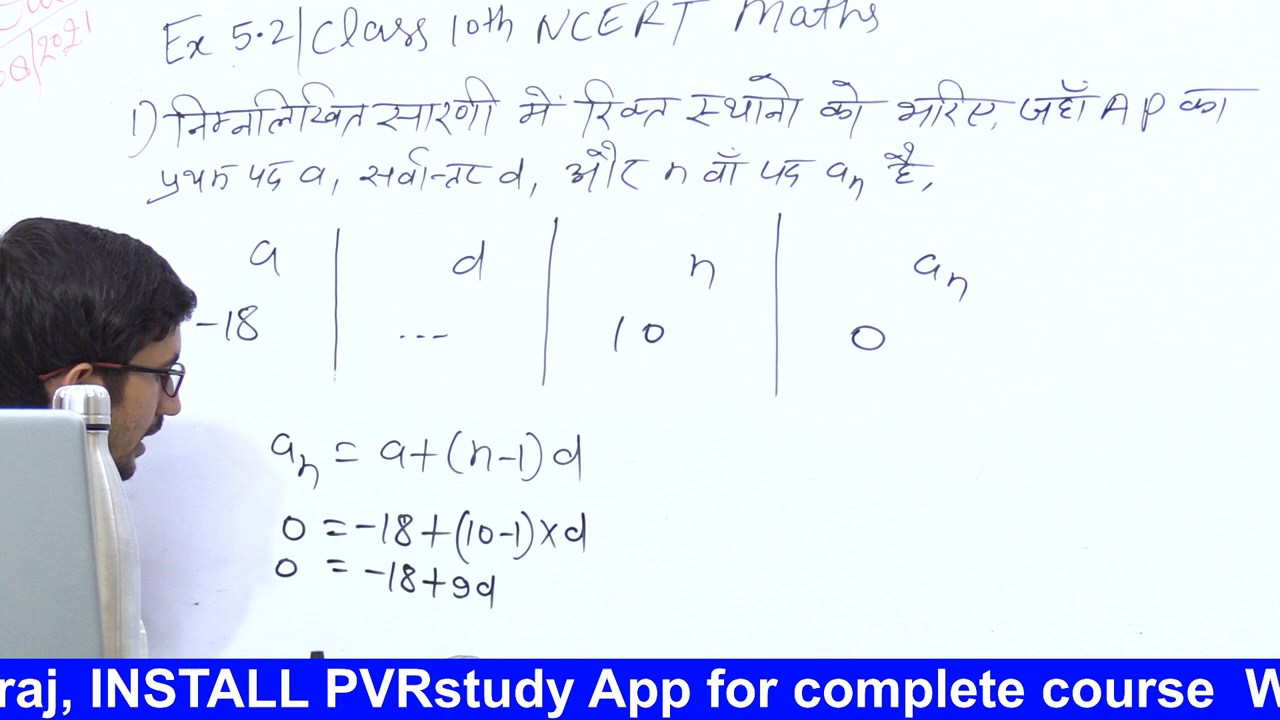 08/2021
Ex 5.2 | Class 10th NCERT Maths
1) निम्नलिखित सारणी में रिक्त स्थानों को भरिए, जहाँ AP का
प्रथम पद a, सर्वान्तर d, और n वाँ पद an है,
a | d | n | an
-18 | --- | 10 | 0
an = a+(n-1)d
0 = -18+(10-1)×d
0 = -18+9d
raj, INSTALL PVRstudy App for complete course W